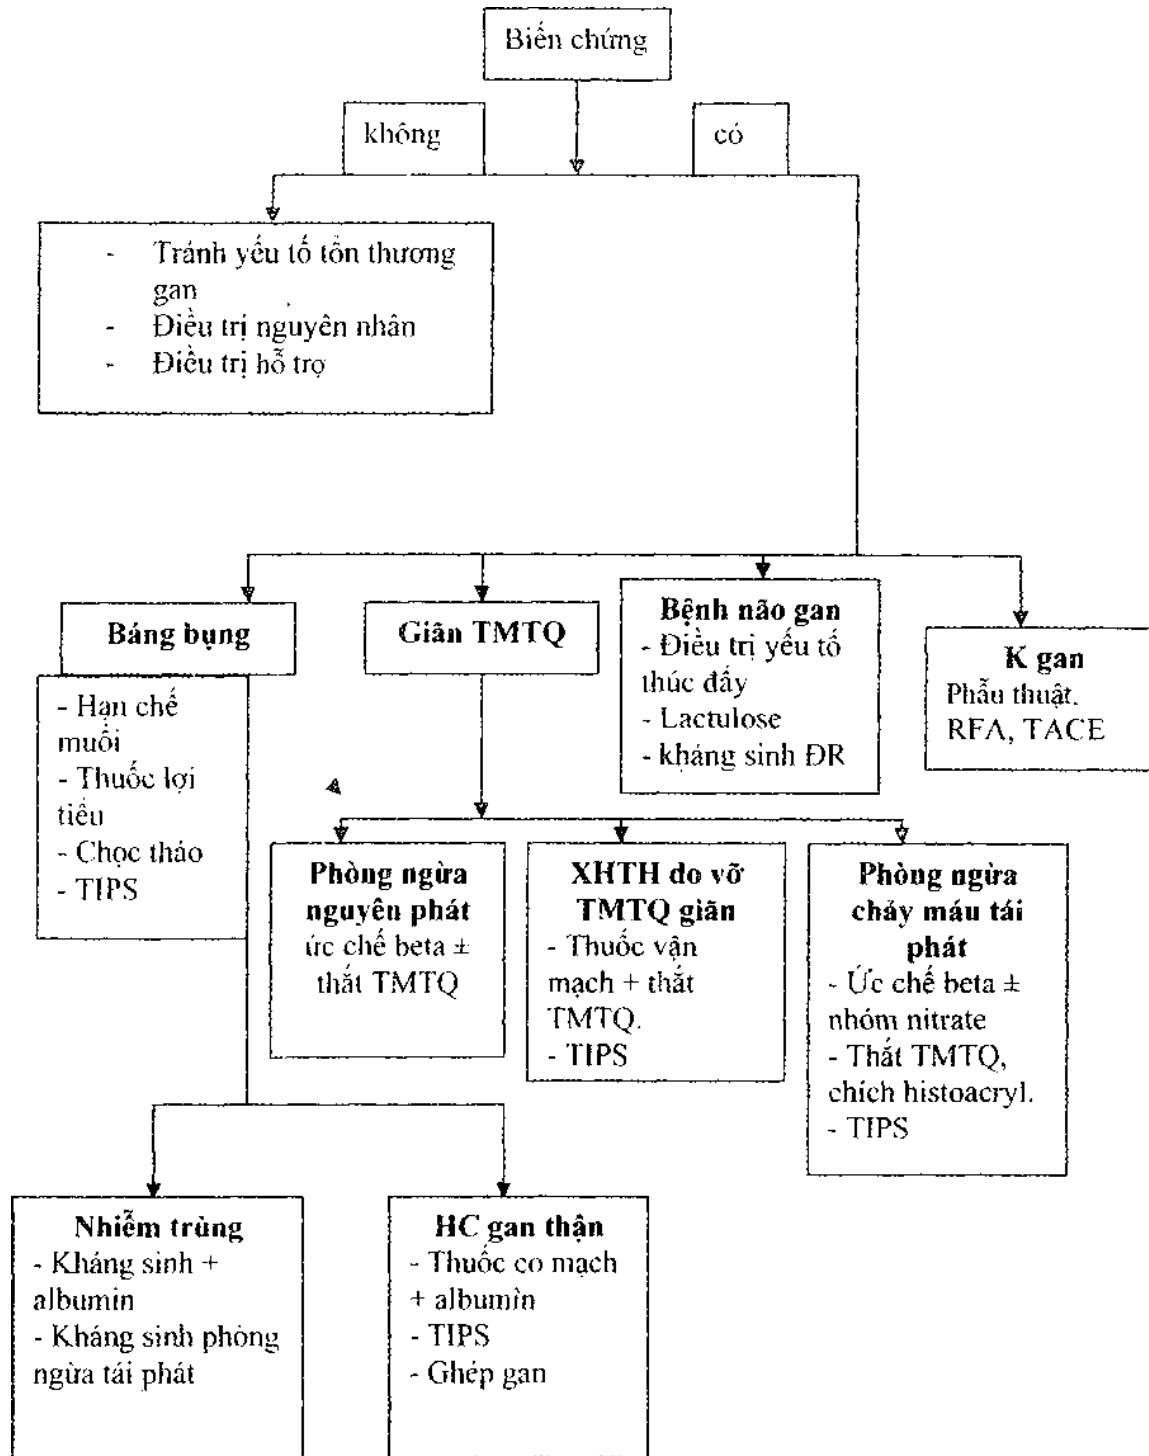 Biến chứng
không
có
- Tránh yếu tố tổn thương
gan
- Điều trị nguyên nhân
- Điều trị hỗ trợ
Báng bụng
- Hạn chế
muối
- Thuốc lợi
tiểu
- Chọc tháo
- TIPS
Giãn TMTQ
Bệnh não gan
- Điều trị yếu tố
thúc đẩy
- Lactulose
- kháng sinh ĐR
K gan
Phẫu thuật.
RFA, TACE
Phòng ngừa
nguyên phát
ức chế beta ±
thắt TMTQ
XHTH do vỡ
TMTQ giãn
- Thuốc vận
mạch + thắt
TMTQ.
- TIPS
Phòng ngừa
chảy máu tái
phát
- Ức chế beta ±
nhóm nitrate
- Thắt TMTQ,
chích histoacryl.
- TIPS
Nhiễm trùng
- Kháng sinh +
albumin
- Kháng sinh phòng
ngừa tái phát
HC gan thận
- Thuốc co mạch
+ albumin
- TIPS
- Ghép gan